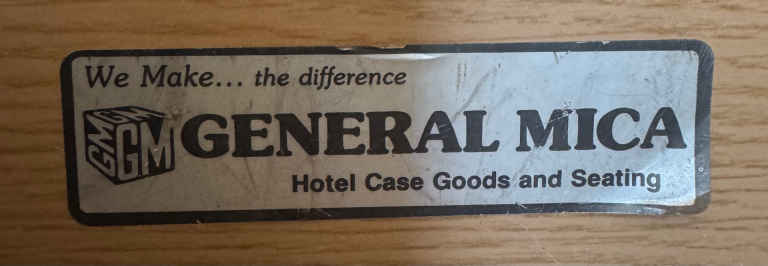 We Make... the difference
GM GM GM GENERAL MICA
Hotel Case Goods and Seating